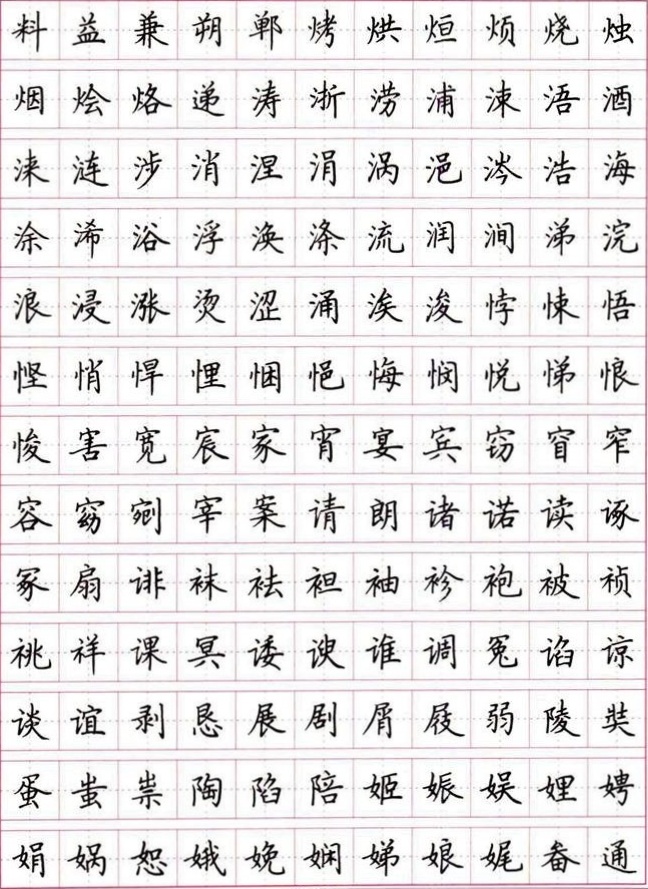 料益兼朔郸烤烘烜烦烧烛
烟烩烙递涛浙涝浦涑浯酒
涞涟涉消涅涓涡浥涔浩海
涂浠浴浮涣涤流润涧涕浣
浪浸涨烫涩涌涘浚悖悚悟
悭悄悍悝悃悒悔悯悦悌悢
悛害宽宸家宵宴宾窃窅窄
容窈剜宰案请朗诸诺读诼
冢扇诽袜袪袒袖袗袍被祯
祧祥课冥诿谀谁调冤谄谅
谈谊剥恳展剧屑屐弱陵奘
蛋蚩祟陶陷陪姬娠娱娌娉
娟娲恕娥娩娴娣娘娓畚通